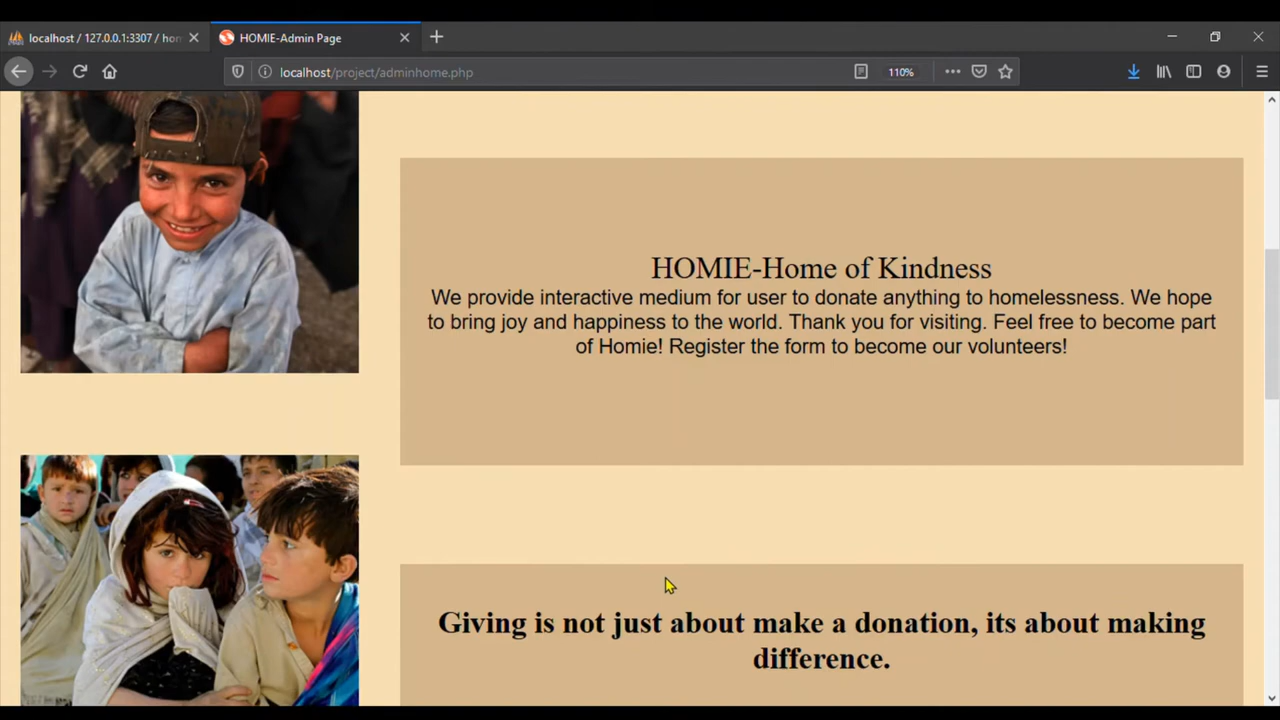 localhost / 127.0.0.1:3307 / hon
HOMIE-Admin Page
localhost/project/adminhome.php
110%
HOMIE-Home of Kindness
We provide interactive medium for user to donate anything to homelessness. We hope
to bring joy and happiness to the world. Thank you for visiting. Feel free to become part
of Homie! Register the form to become our volunteers!
Giving is not just about make a donation, its about making
difference.